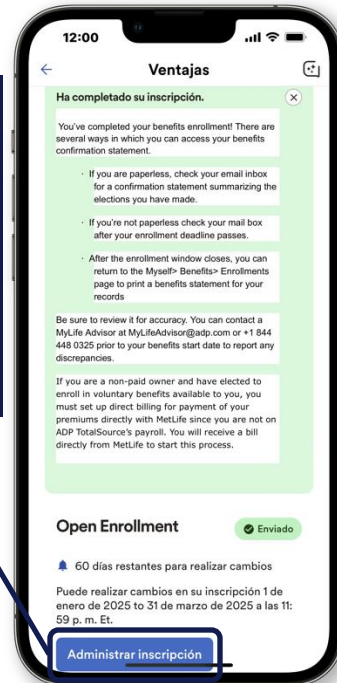 12:00
Ventajas
Ha completado su inscripción.
You've completed your benefits enrollment! There are
several ways in which you can access your benefits
confirmation statement.
· If you are paperless, check your email inbox
for a confirmation statement summarizing the
elections you have made.
· If you're not paperless check your mail box
after your enrollment deadline passes.
· After the enrollment window closes, you can
return to the Myself> Benefits> Enrollments
page to print a benefits statement for your
records
Be sure to review it for accuracy. You can contact a
MyLife Advisor at MyLifeAdvisor@adp.com or +1 844
448 0325 prior to your benefits start date to report any
discrepancies.
If you are a non-paid owner and have elected to
enroll in voluntary benefits available to you, you
must set up direct billing for payment of your
premiums directly with MetLife since you are not on
ADP TotalSource's payroll. You will receive a bill
directly from MetLife to start this process.
Open Enrollment
Enviado
60 días restantes para realizar cambios
Puede realizar cambios en su inscripción 1 de
enero de 2025 to 31 de marzo de 2025 a las 11:
59 p. m. Et.
Administrar inscripción